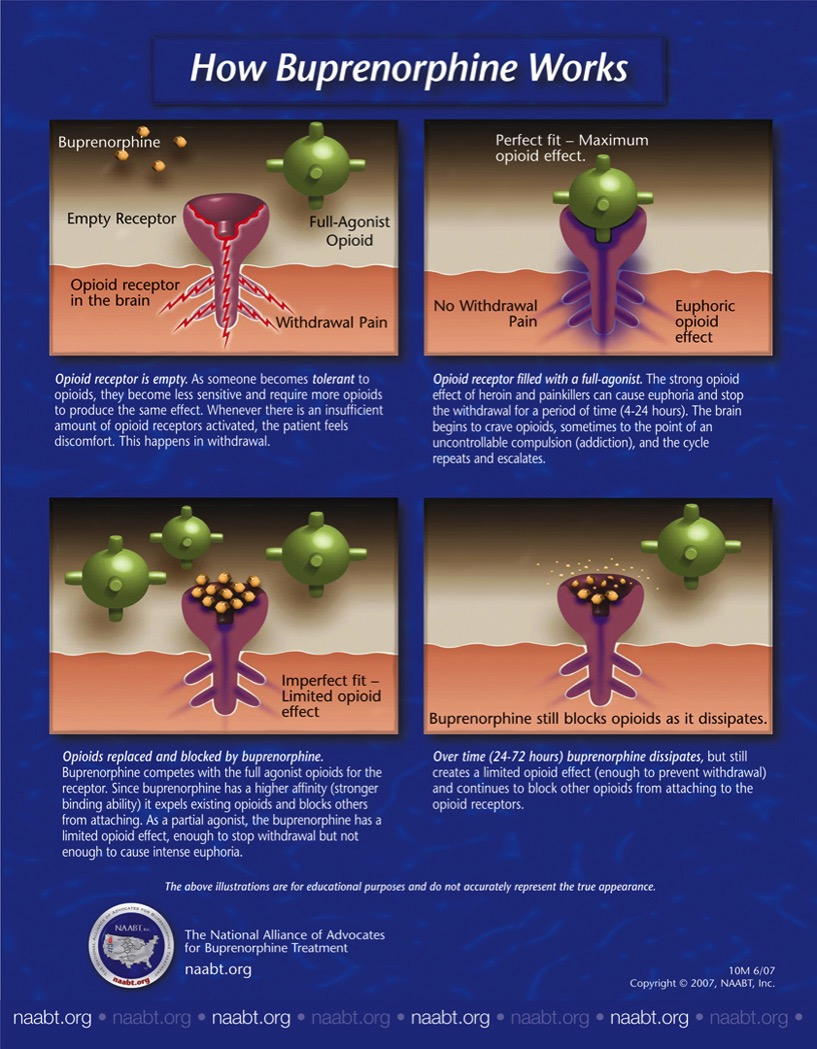 How Buprenorphine Works
Buprenorphine
Empty Receptor
Full-Agonist
Opioid
Opioid receptor
in the brain
Withdrawal Pain
Perfect fit – Maximum
opioid effect.
No Withdrawal
Pain
Euphoric
opioid
effect
Opioid receptor is empty. As someone becomes tolerant to
opioids, they become less sensitive and require more opioids
to produce the same effect. Whenever there is an insufficient
amount of opioid receptors activated, the patient feels
discomfort. This happens in withdrawal.
Opioid receptor filled with a full-agonist. The strong opioid
effect of heroin and painkillers can cause euphoria and stop
the withdrawal for a period of time (4-24 hours). The brain
begins to crave opioids, sometimes to the point of an
uncontrollable compulsion (addiction), and the cycle
repeats and escalates.
Imperfect fit –
Limited opioid
effect
Buprenorphine still blocks opioids as it dissipates.
Opioids replaced and blocked by buprenorphine.
Buprenorphine competes with the full agonist opioids for the
receptor. Since buprenorphine has a higher affinity (stronger
binding ability) it expels existing opioids and blocks others
from attaching. As a partial agonist, the buprenorphine has a
limited opioid effect, enough to stop withdrawal but not
enough to cause intense euphoria.
Over time (24-72 hours) buprenorphine dissipates, but still
creates a limited opioid effect (enough to prevent withdrawal)
and continues to block other opioids from attaching to the
opioid receptors.
The above illustrations are for educational purposes and do not accurately represent the true appearance.
THE NATIONAL ALLIANCE OF ADVOCATES FOR BUPRENORPHINE TREATMENT
NAABT, Inc.
naabt.org
The National Alliance of Advocates
for Buprenorphine Treatment
naabt.org
10M 6/07
Copyright © 2007, NAABT, Inc.
naabt.org • naabt.org • naabt.org • naabt.org • naabt.org • naabt.org • naabt.org • naabt.org •